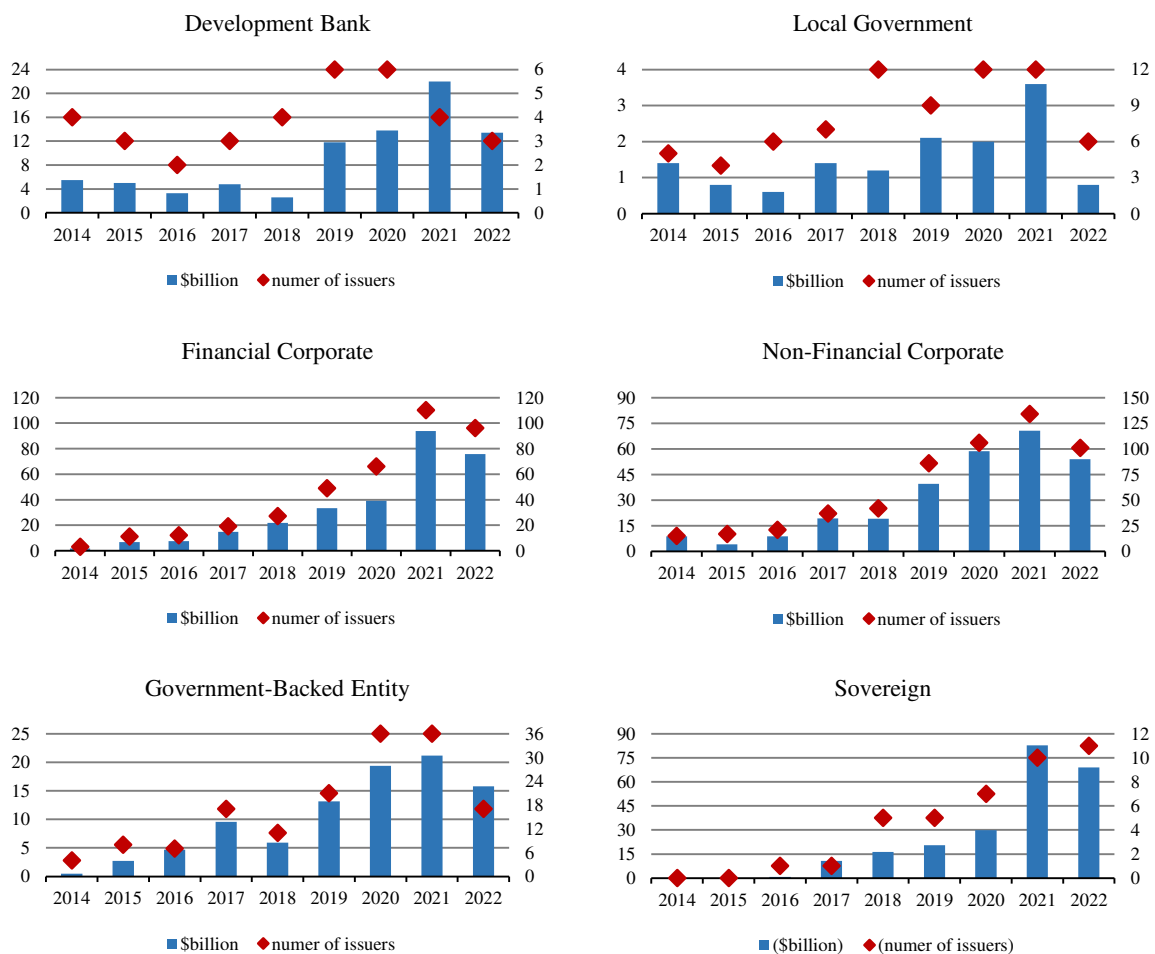 Development Bank
24 6
20 5
16 4
12 3
8 2
4 1
0 0
2014 2015 2016 2017 2018 2019 2020 2021 2022
$billion numer of issuers
Local Government
4 12
3 9
2 6
1 3
0 0
2014 2015 2016 2017 2018 2019 2020 2021 2022
$billion numer of issuers
Financial Corporate
120 120
100 100
80 80
60 60
40 40
20 20
0 0
2014 2015 2016 2017 2018 2019 2020 2021 2022
$billion numer of issuers
Non-Financial Corporate
90 150
75 125
60 100
45 75
30 50
15 25
0 0
2014 2015 2016 2017 2018 2019 2020 2021 2022
$billion numer of issuers
Government-Backed Entity
25 36
30
20 24
15 18
10 12
5 6
0 0
2014 2015 2016 2017 2018 2019 2020 2021 2022
$billion numer of issuers
Sovereign
90 12
75 10
60 8
45 6
30 4
15 2
0 0
2014 2015 2016 2017 2018 2019 2020 2021 2022
($billion) (numer of issuers)